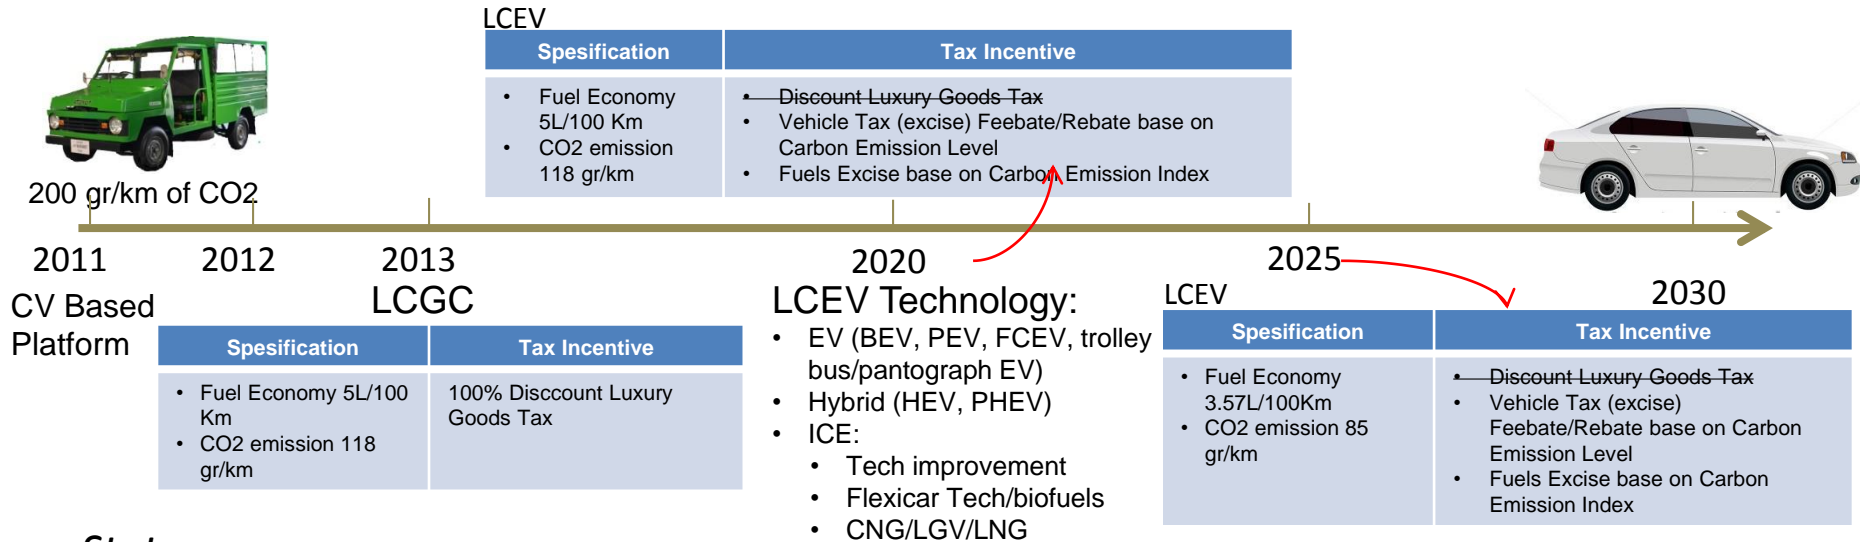 LCEV
Spesification
Tax Incentive
• Fuel Economy
5L/100 Km
• CO2 emission
118 gr/km
• Discount Luxury Goods Tax
• Vehicle Tax (excise) Feebate/Rebate base on
Carbon Emission Level
• Fuels Excise base on Carbon Emission Index
200 gr/km of CO2
2011
2012
2013
2020
2025
2030
CV Based
Platform
LCGC
Spesification
Tax Incentive
• Fuel Economy 5L/100
Km
• CO2 emission 118
gr/km
100% Disccount Luxury
Goods Tax
LCEV Technology:
• EV (BEV, PEV, FCEV, trolley
bus/pantograph EV)
• Hybrid (HEV, PHEV)
• ICE:
• Tech improvement
• Flexicar Tech/biofuels
• CNG/LGV/LNG
LCEV
Spesification
Tax Incentive
• Fuel Economy
3.57L/100Km
• CO2 emission 85
gr/km
• Discount Luxury Goods Tax
• Vehicle Tax (excise)
Feebate/Rebate base on Carbon
Emission Level
• Fuels Excise base on Carbon
Emission Index